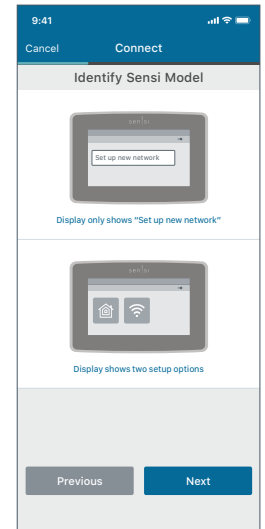 9:41
Cancel Connect
Identify Sensi Model
sensi
Set up new network
Display only shows “Set up new network”
sensi
Display shows two setup options
Previous Next